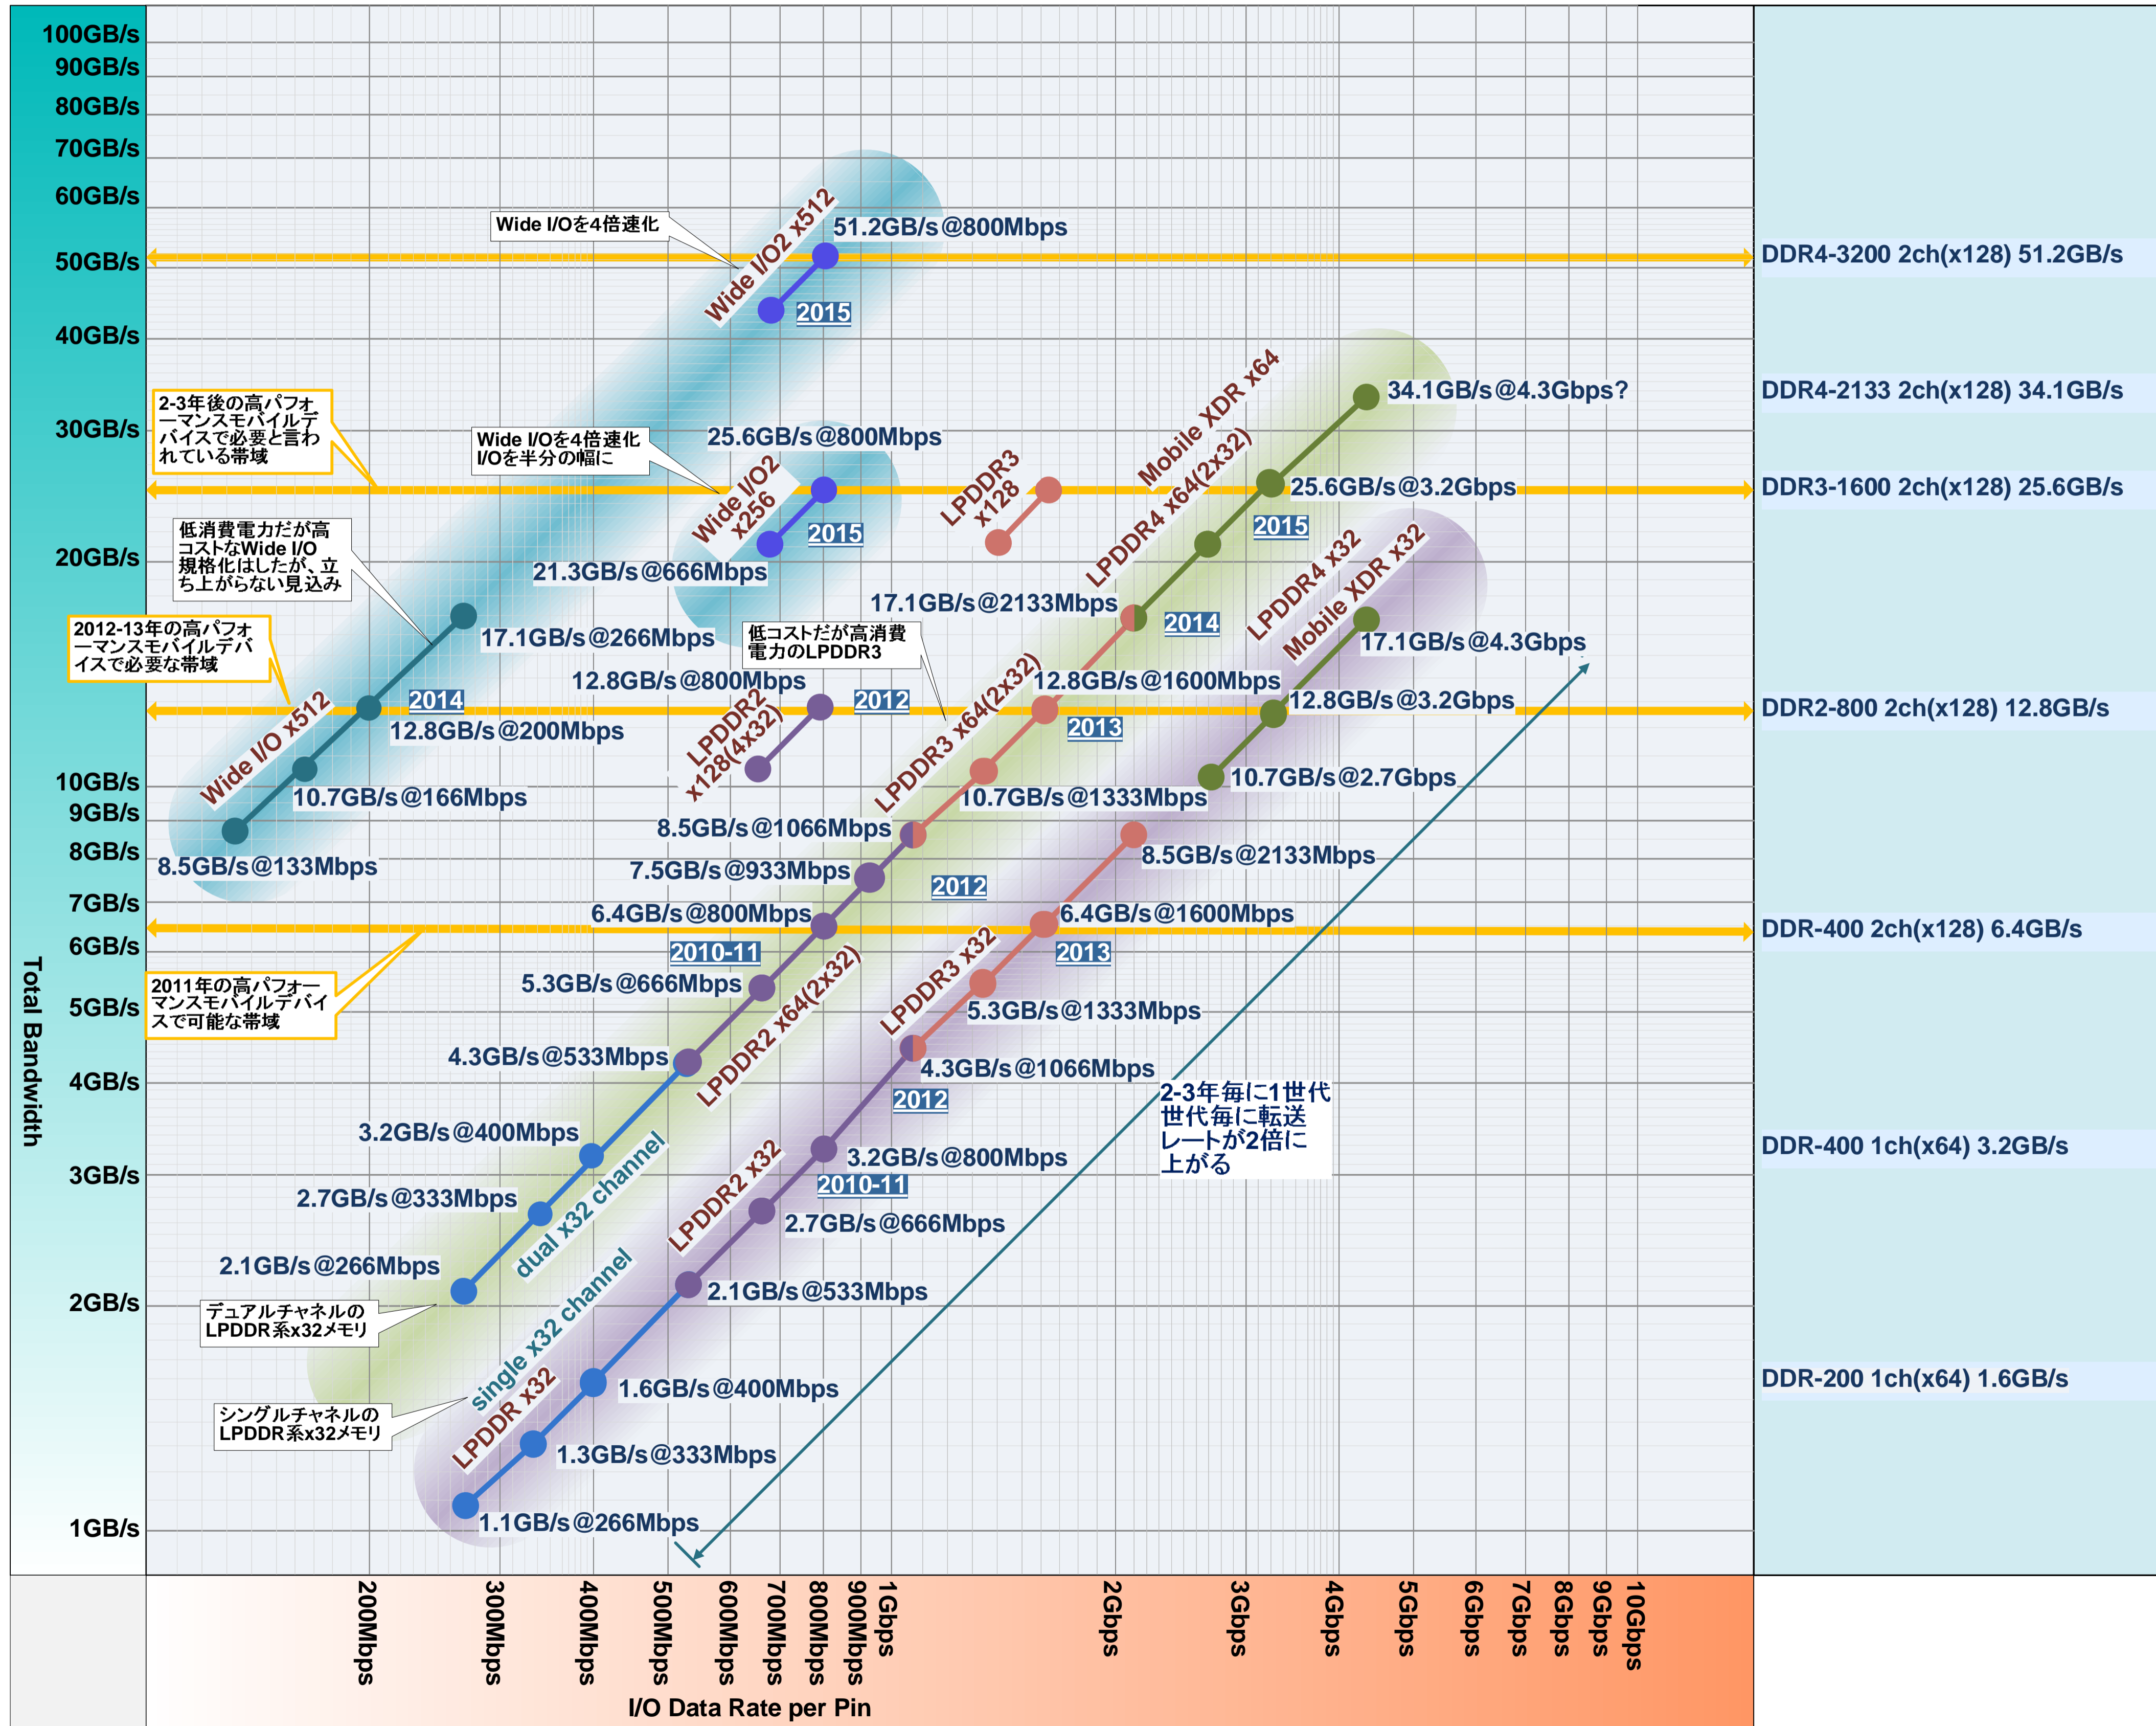 100GB/s
90GB/s
80GB/s
70GB/s
60GB/s
50GB/s
40GB/s
30GB/s
20GB/s
10GB/s
9GB/s
8GB/s
7GB/s
6GB/s
5GB/s
4GB/s
3GB/s
2GB/s
1GB/s
Total Bandwidth
Wide I/Oを4倍速化
Wide I/O2 x512
51.2GB/s@800Mbps
2015
2-3年後の高パフォ
ーマンスモバイルデ
バイスで必要と言わ
れている帯域
Wide I/Oを4倍速化
I/Oを半分の幅に
25.6GB/s@800Mbps
Wide I/O2
x256
2015
21.3GB/s@666Mbps
LPDDR3
x128
Mobile XDR x64
LPDDR4 x64(2x32)
34.1GB/s@4.3Gbps?
25.6GB/s@3.2Gbps
2015
低消費電力だが高
コストなWide I/O
規格化はしたが、立
ち上がらない見込み
17.1GB/s@266Mbps
2012-13年の高パフォ
ーマンスモバイルデバ
イスで必要な帯域
Wide I/O x512
2014
12.8GB/s@200Mbps
10.7GB/s@166Mbps
8.5GB/s@133Mbps
17.1GB/s@2133Mbps
2014
低コストだが高消費
電力のLPDDR3
12.8GB/s@800Mbps
2012
LPDDR2
x128(4x32)
LPDDR3 x64(2x32)
12.8GB/s@1600Mbps
2013
10.7GB/s@1333Mbps
LPDDR4 x32
Mobile XDR x32
17.1GB/s@4.3Gbps
12.8GB/s@3.2Gbps
10.7GB/s@2.7Gbps
8.5GB/s@1066Mbps
7.5GB/s@933Mbps
2012
6.4GB/s@800Mbps
2010-11
5.3GB/s@666Mbps
LPDDR2 x64(2x32)
4.3GB/s@533Mbps
8.5GB/s@2133Mbps
6.4GB/s@1600Mbps
2013
LPDDR3 x32
5.3GB/s@1333Mbps
4.3GB/s@1066Mbps
2012
2011年の高パフォー
マンスモバイルデバイ
スで可能な帯域
3.2GB/s@400Mbps
2.7GB/s@333Mbps
2.1GB/s@266Mbps
dual x32 channel
デュアルチャネルの
LPDDR系x32メモリ
LPDDR2 x32
3.2GB/s@800Mbps
2010-11
2.7GB/s@666Mbps
2.1GB/s@533Mbps
single x32 channel
LPDDR x32
シングルチャネルの
LPDDR系x32メモリ
1.6GB/s@400Mbps
1.3GB/s@333Mbps
1.1GB/s@266Mbps
2-3年毎に1世代
世代毎に転送
レートが2倍に
上がる
DDR4-3200 2ch(x128) 51.2GB/s
DDR4-2133 2ch(x128) 34.1GB/s
DDR3-1600 2ch(x128) 25.6GB/s
DDR2-800 2ch(x128) 12.8GB/s
DDR-400 2ch(x128) 6.4GB/s
DDR-400 1ch(x64) 3.2GB/s
DDR-200 1ch(x64) 1.6GB/s
200Mbps
300Mbps
400Mbps
500Mbps
600Mbps
700Mbps
800Mbps
900Mbps
1Gbps
2Gbps
3Gbps
4Gbps
5Gbps
6Gbps
7Gbps
8Gbps
9Gbps
10Gbps
I/O Data Rate per Pin